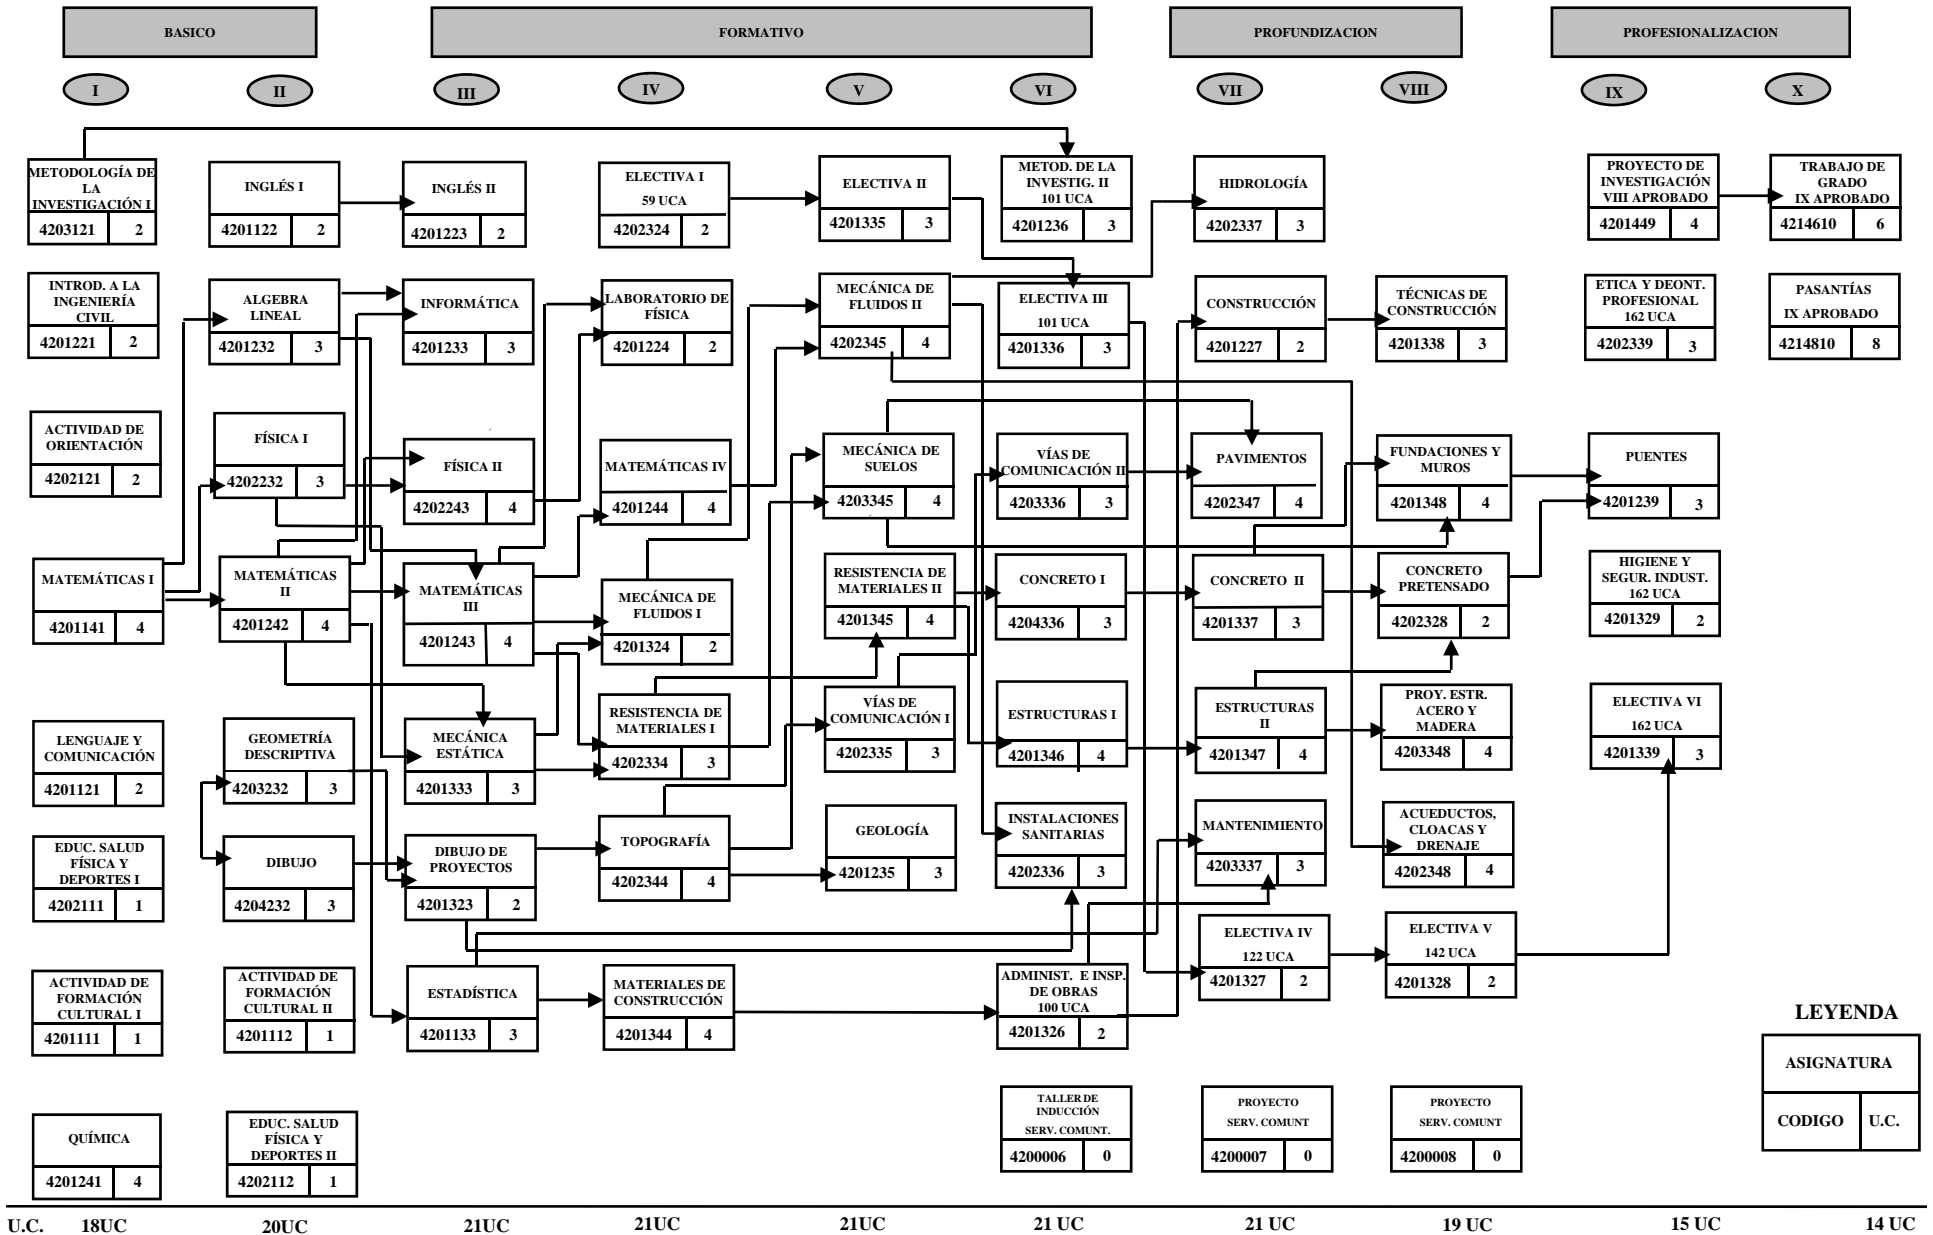 BASICO
FORMATIVO
PROFUNDIZACION
PROFESIONALIZACION
I
II
III
IV
V
VI
VII
VIII
IX
X
METODOLOGÍA DE
LA
INVESTIGACIÓN I
4203121 2
INTROD. A LA
INGENIERÍA
CIVIL
4201221 2
ACTIVIDAD DE
ORIENTACIÓN
4202121 2
MATEMÁTICAS I
4201141 4
LENGUAJE Y
COMUNICACIÓN
4201121 2
EDUC. SALUD
FÍSICA Y
DEPORTES I
4202111 1
ACTIVIDAD DE
FORMACIÓN
CULTURAL I
4201111 1
QUÍMICA
4201241 4
INGLÉS I
4201122 2
ALGEBRA
LINEAL
4201232 3
FÍSICA I
4202232 3
MATEMÁTICAS
II
4201242 4
GEOMETRÍA
DESCRIPTIVA
4203232 3
DIBUJO
4204232 3
ACTIVIDAD DE
FORMACIÓN
CULTURAL II
4201112 1
EDUC. SALUD
FÍSICA Y
DEPORTES II
4202112 1
INGLÉS II
4201223 2
INFORMÁTICA
4201233 3
FÍSICA II
4202243 4
MATEMÁTICAS
III
4201243 4
MECÁNICA
ESTÁTICA
4201333 3
DIBUJO DE
PROYECTOS
4201323 2
ESTADÍSTICA
4201133 3
ELECTIVA I
59 UCA
4202324 2
LABORATORIO DE
FÍSICA
4201224 2
MATEMÁTICAS IV
4201244 4
MECÁNICA DE
FLUIDOS I
4201324 2
RESISTENCIA DE
MATERIALES I
4202334 3
TOPOGRAFÍA
4202344 4
MATERIALES DE
CONSTRUCCIÓN
4201344 4
ELECTIVA II
4201335 3
MECÁNICA DE
FLUIDOS II
4202345 4
MECÁNICA DE
SUELOS
4203345 4
RESISTENCIA DE
MATERIALES II
4201345 4
VÍAS DE
COMUNICACIÓN I
4202335 3
GEOLOGÍA
4201235 3
METOD. DE LA
INVESTIG. II
101 UCA
4201236 3
ELECTIVA III
101 UCA
4201336 3
VÍAS DE
COMUNICACIÓN II
4203336 3
CONCRETO I
4204336 3
ESTRUCTURAS I
4201346 4
INSTALACIONES
SANITARIAS
4202336 3
ADMINIST. E INSP.
DE OBRAS
100 UCA
4201326 2
TALLER DE
INDUCCIÓN
SERV. COMUNT.
4200006 0
HIDROLOGÍA
4202337 3
CONSTRUCCIÓN
4201227 2
PAVIMENTOS
4202347 4
CONCRETO II
4201337 3
ESTRUCTURAS
II
4201347 4
MANTENIMIENTO
4203337 3
ELECTIVA IV
122 UCA
4201327 2
PROYECTO
SERV. COMUNT
4200007 0
TÉCNICAS DE
CONSTRUCCIÓN
4201338 3
FUNDACIONES Y
MUROS
4201348 4
CONCRETO
PRETENSADO
4202328 2
PROY. ESTR.
ACERO Y
MADERA
4203348 4
ACUEDUCTOS,
CLOACAS Y
DRENAJE
4202348 4
ELECTIVA V
142 UCA
4201328 2
PROYECTO
SERV. COMUNT
4200008 0
PROYECTO DE
INVESTIGACIÓN
VIII APROBADO
4201449 4
ETICA Y DEONT.
PROFESIONAL
162 UCA
4202339 3
PUENTES
4201239 3
HIGIENE Y
SEGUR. INDUST.
162 UCA
4201329 2
ELECTIVA VI
162 UCA
4201339 3
TRABAJO DE
GRADO
IX APROBADO
4214610 6
PASANTÍAS
IX APROBADO
4214810 8
LEYENDA
ASIGNATURA
CODIGO U.C.
U.C. 18UC 20UC 21UC 21UC 21UC 21 UC 21 UC 19 UC 15 UC 14 UC